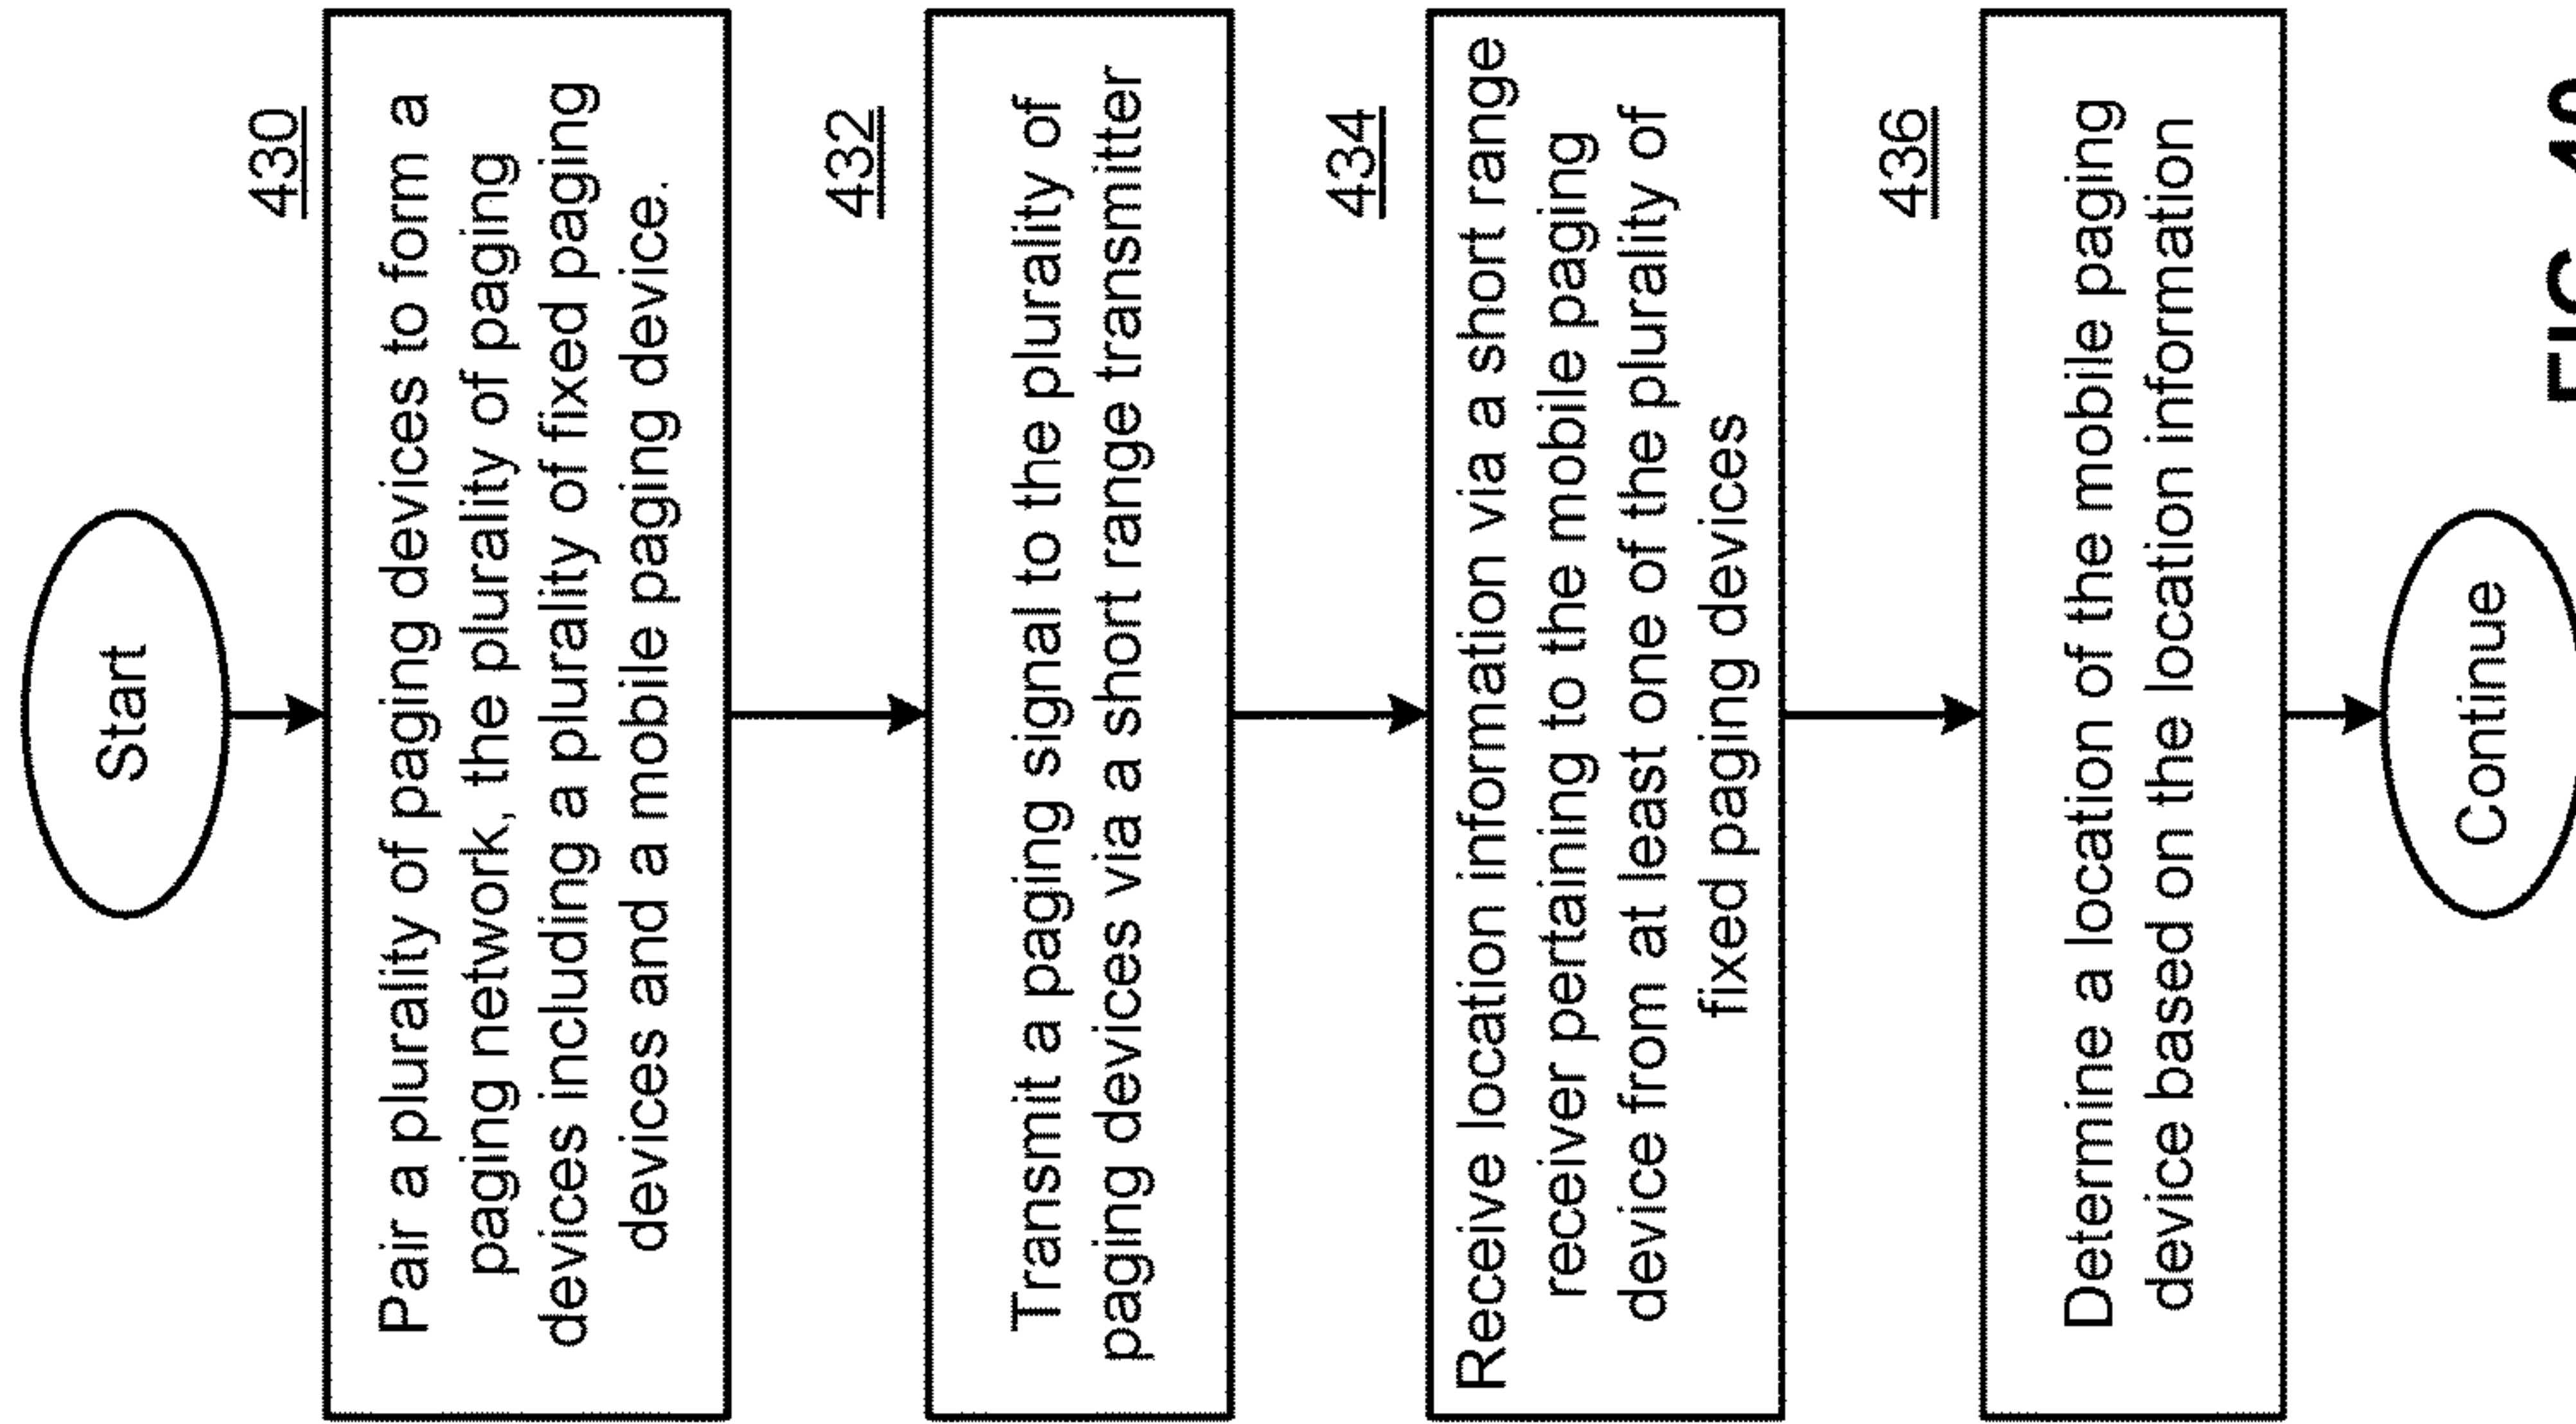 Start
430
Pair a plurality of paging devices to form a
paging network, the plurality of paging
devices including a plurality of fixed paging
devices and a mobile paging device.
432
Transmit a paging signal to the plurality of
paging devices via a short range transmitter
434
Receive location information via a short range
receiver pertaining to the mobile paging
device from at least one of the plurality of
fixed paging devices
436
Determine a location of the mobile paging
device based on the location information
Continue
FIG.